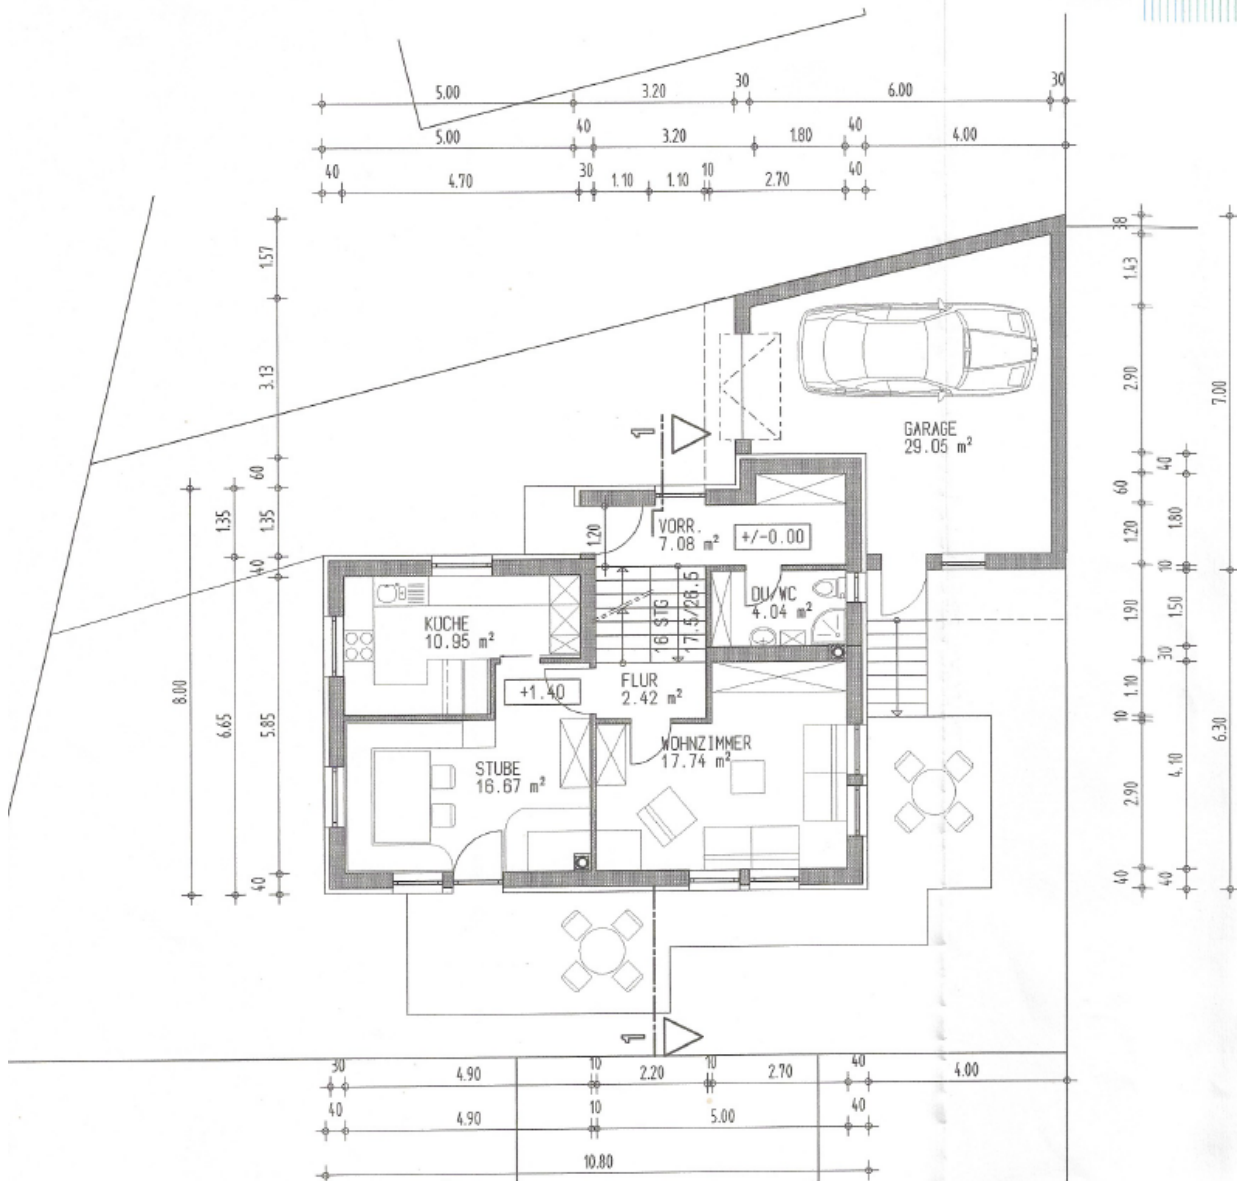 5.00 3.20 30 6.00 30
5.00 40 3.20 1.80 40 4.00
40 4.70 30 1.10 1.10 10 2.70 40
1.57
3.13
60
1.35
40
5.85
40
1.35
6.65
8.00
38
1.43
2.90
60
1.20
1.90
1.10
10
2.90
40
40
1.80
10
1.50
30
4.10
40
7.00
6.30
GARAGE
29.05 m²
1
VORR.
7.08 m²
+/-0.00
1.20
DU/WC
4.04 m²
16 STG
17.5/26.5
KÜCHE
10.95 m²
FLUR
2.42 m²
+1.40
WOHNZIMMER
17.74 m²
STUBE
16.67 m²
1
30 4.90 10 2.20 10 2.70 40 4.00
40 4.90 10 5.00 40
10.80